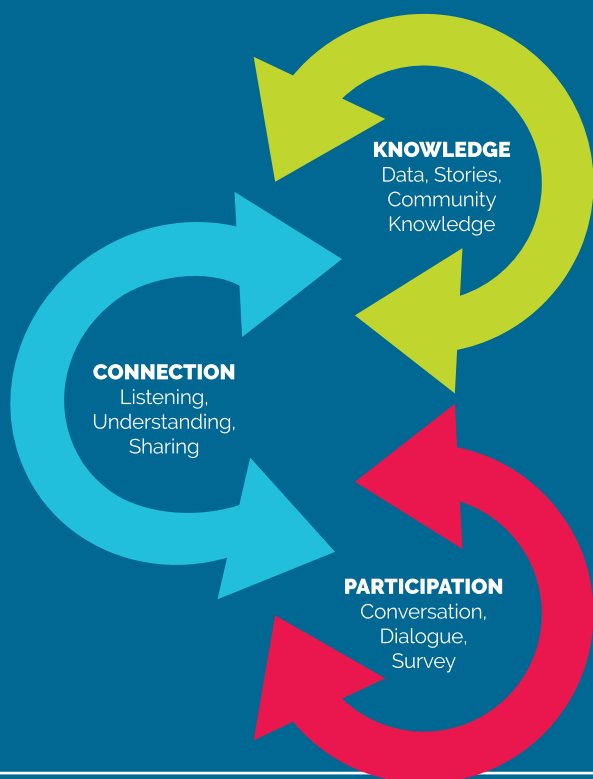 KNOWLEDGE
Data, Stories,
Community
Knowledge
CONNECTION
Listening,
Understanding,
Sharing
PARTICIPATION
Conversation,
Dialogue,
Survey